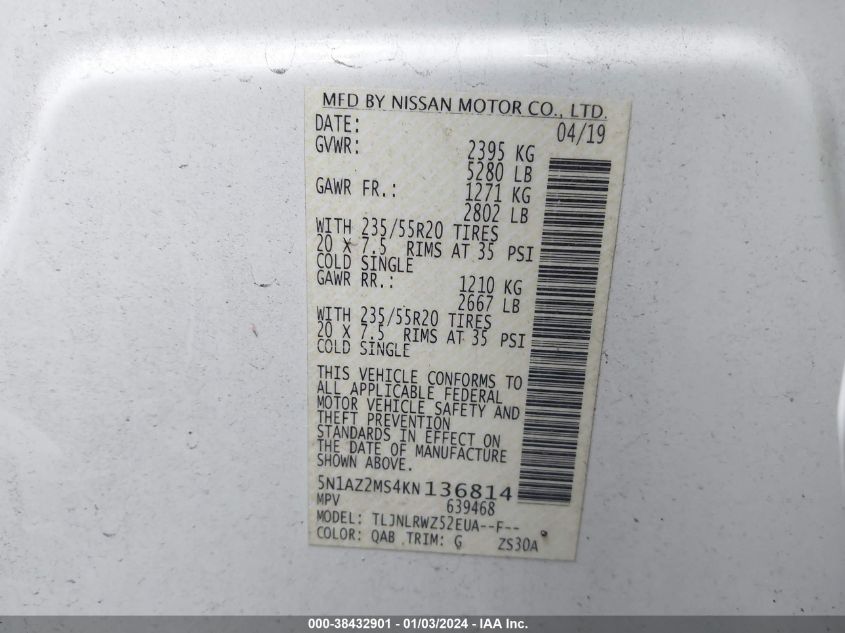 MFD BY NISSAN MOTOR CO., LTD.
DATE: 04/19
GVWR: 2395 KG
5280 LB
GAWR FR.: 1271 KG
2802 LB
WITH 235/55R20 TIRES
20 X 7.5 RIMS AT 35 PSI
COLD SINGLE
GAWR RR.: 1210 KG
2667 LB
WITH 235/55R20 TIRES
20 X 7.5 RIMS AT 35 PSI
COLD SINGLE
THIS VEHICLE CONFORMS TO
ALL APPLICABLE FEDERAL
MOTOR VEHICLE SAFETY AND
THEFT PREVENTION
STANDARDS IN EFFECT ON
THE DATE OF MANUFACTURE
SHOWN ABOVE.
5N1AZ2MS4KN136814
MPV 639468
MODEL: TLJNLRWZ52EUA--F--
COLOR: QAB TRIM: G ZS30A
000-38432901 - 01/03/2024 - IAA Inc.